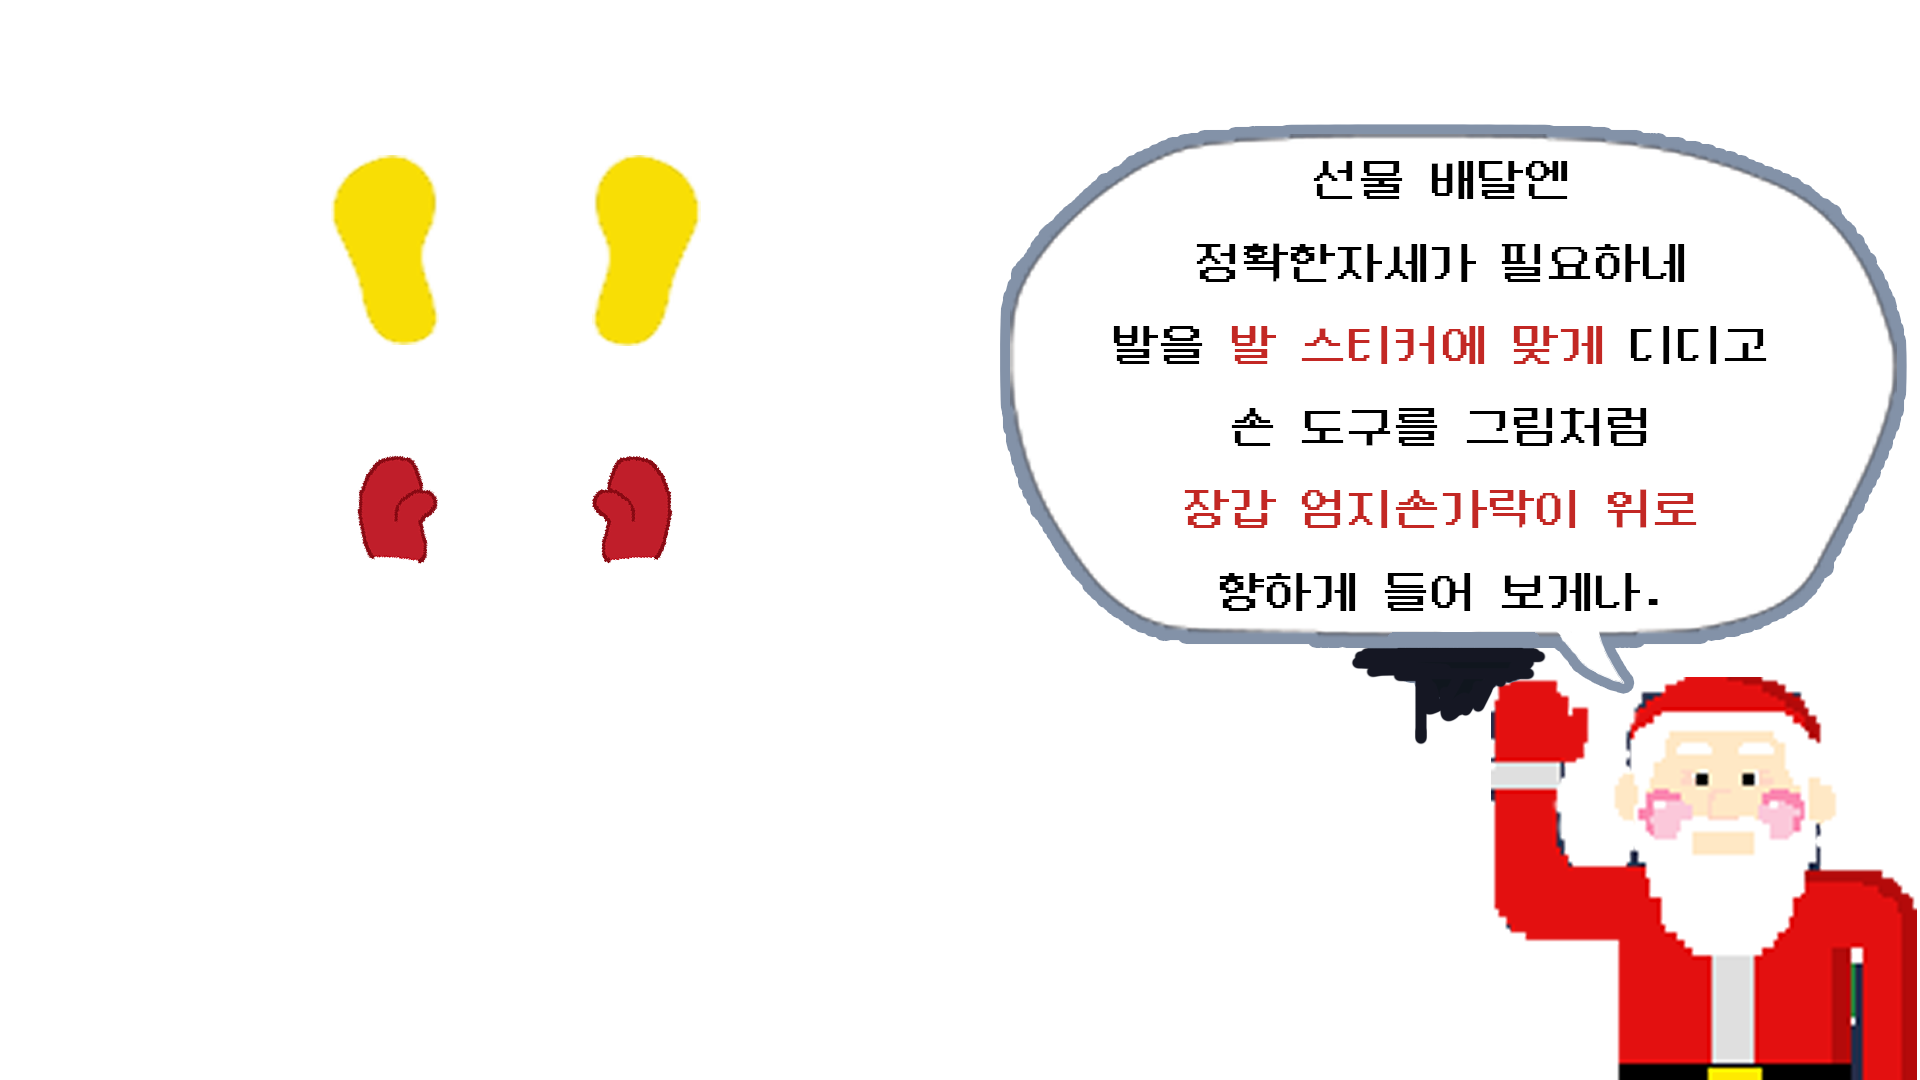 선물 배달엔
정확한자세가 필요하네
발을 발 스티커에 맞게 디디고
손 도구를 그림처럼
장갑 엄지손가락이 위로
향하게 들어 보게나.